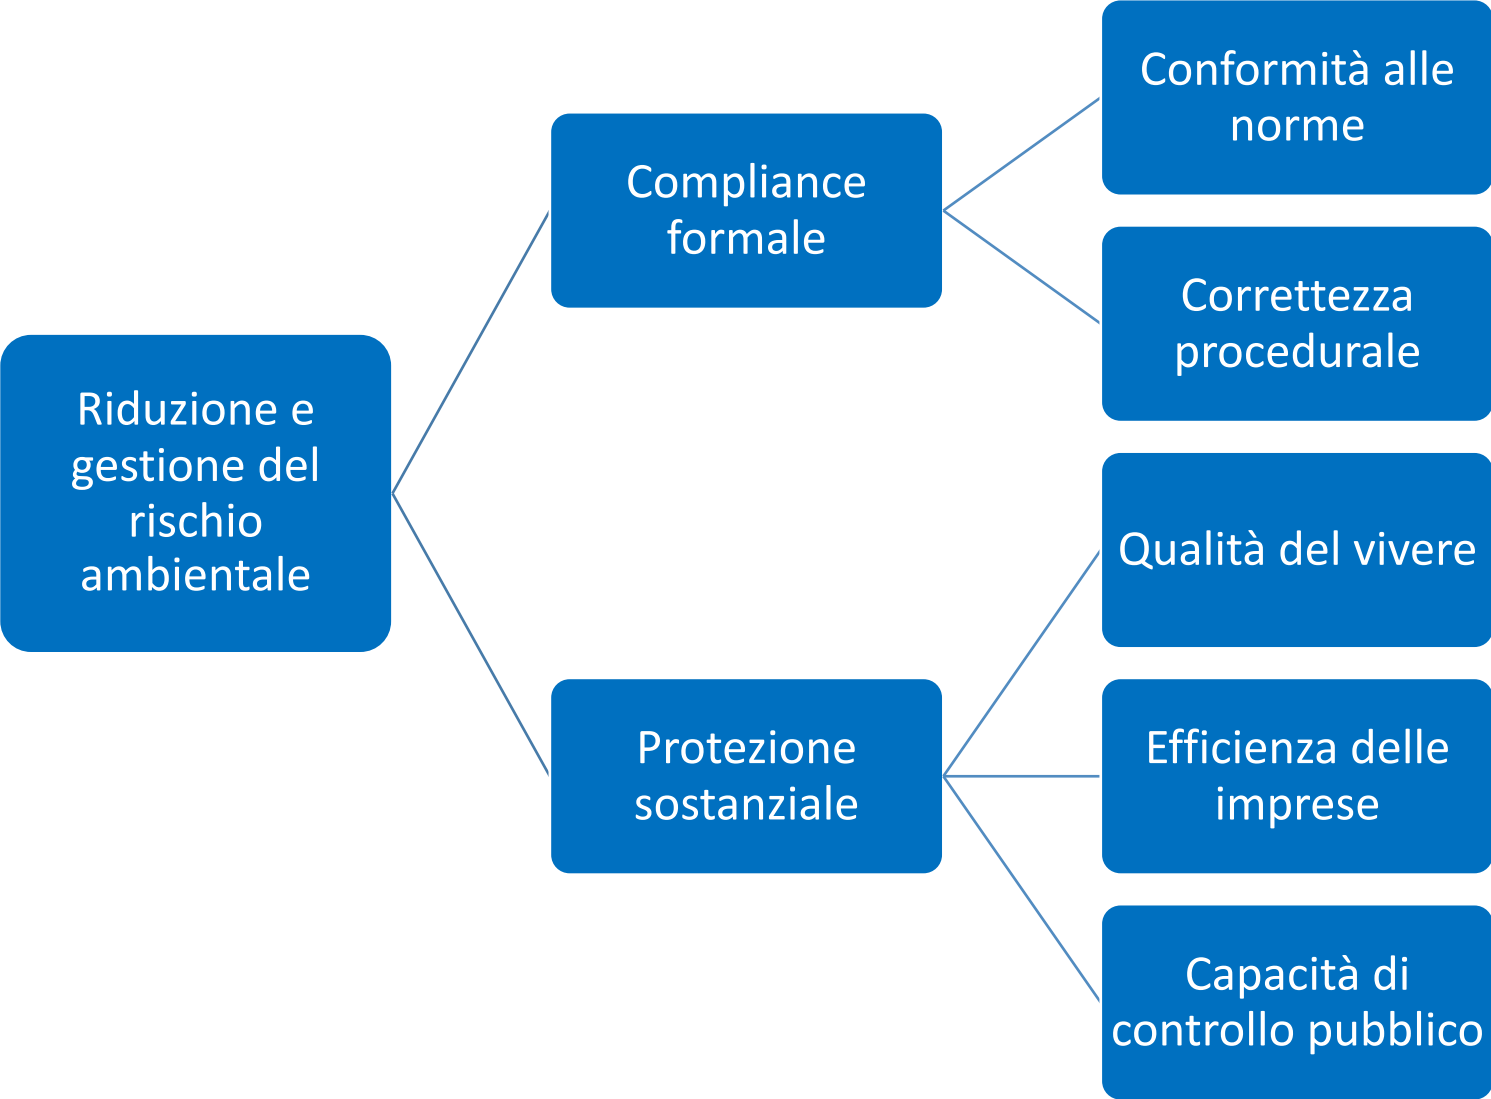 Riduzione e
gestione del
rischio
ambientale
Compliance
formale
Conformità alle
norme
Correttezza
procedurale
Protezione
sostanziale
Qualità del vivere
Efficienza delle
imprese
Capacità di
controllo pubblico